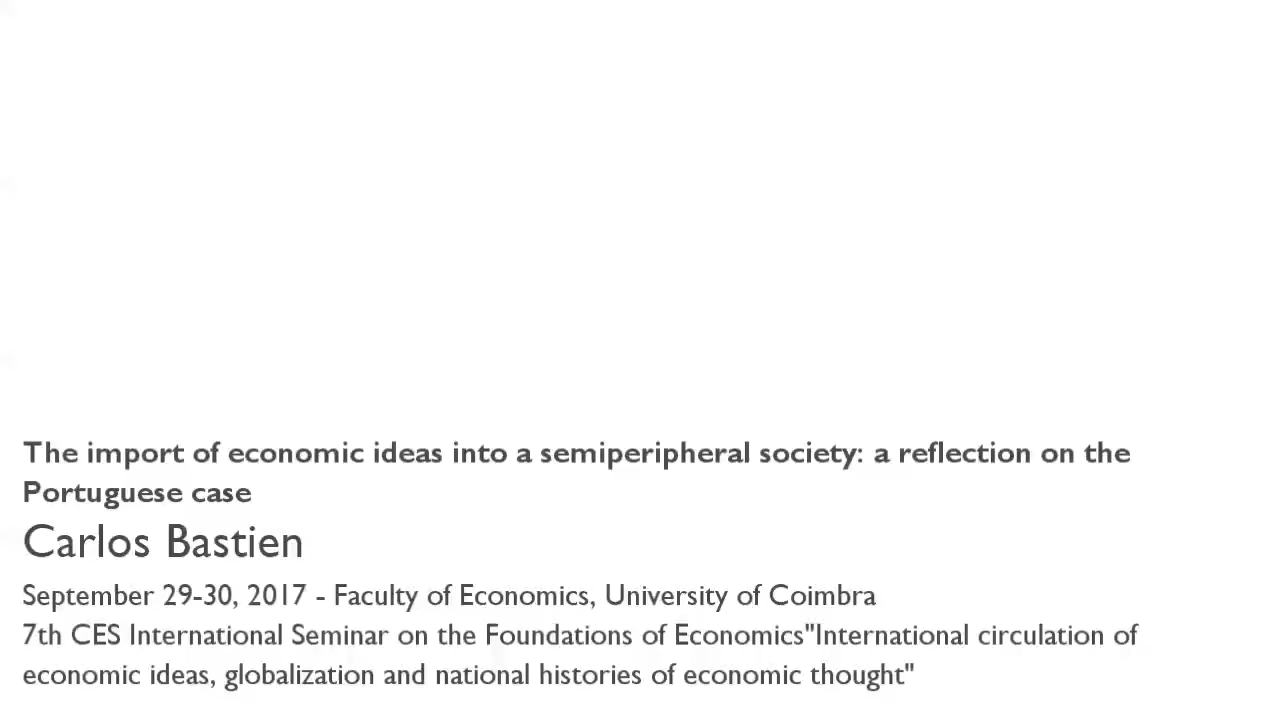 The import of economic ideas into a semiperipheral society: a reflection on the
Portuguese case
Carlos Bastien
September 29-30, 2017 - Faculty of Economics, University of Coimbra
7th CES International Seminar on the Foundations of Economics"International circulation of
economic ideas, globalization and national histories of economic thought"